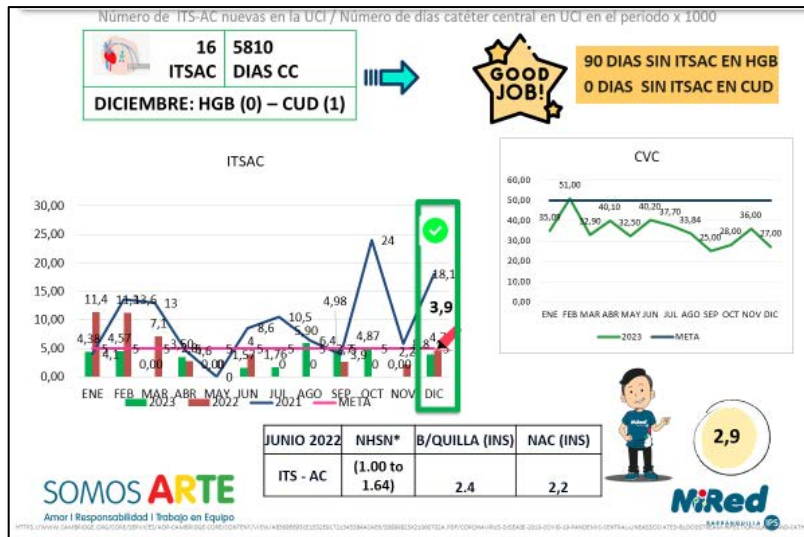 Número de ITS-AC nuevas en la UCI / Número de días catéter central en UCI en el periodo x 1000
16 ITSAC
5810 DIAS CC
DICIEMBRE: HGB (0) – CUD (1)
GOOD JOB!
90 DIAS SIN ITSAC EN HGB
0 DIAS SIN ITSAC EN CUD
ITSAC
30,00
25,00
20,00
15,00
10,00
5,00
0,00
11,4
13,6
13
7,1
4,38
4,1
4,57
0,00
3,50
0
8,6
4
1,57
10,5
1,76
5,90
6,4
4,98
24
4,87
3,9
2,2
18,1
3,9
ENE FEB MAR ABR MAY JUN JUL AGO SEP OCT NOV DIC
2023 2022 2021 META
CVC
60,00
50,00
40,00
30,00
20,00
10,00
0,00
35,00
51,00
32,90
40,10
32,50
40,20
37,70
33,84
25,00
28,00
36,00
27,00
ENE FEB MAR ABR MAY JUN JUL AGO SEP OCT NOV DIC
2023 META
JUNIO 2022 NHSN* B/QUILLA (INS) NAC (INS)
ITS - AC (1.00 to 1.64) 2.4 2,2
2,9
SOMOS ARTE
Amor I Responsabilidad I Trabajo en Equipo
MiRed
BARRANQUILLA IPS